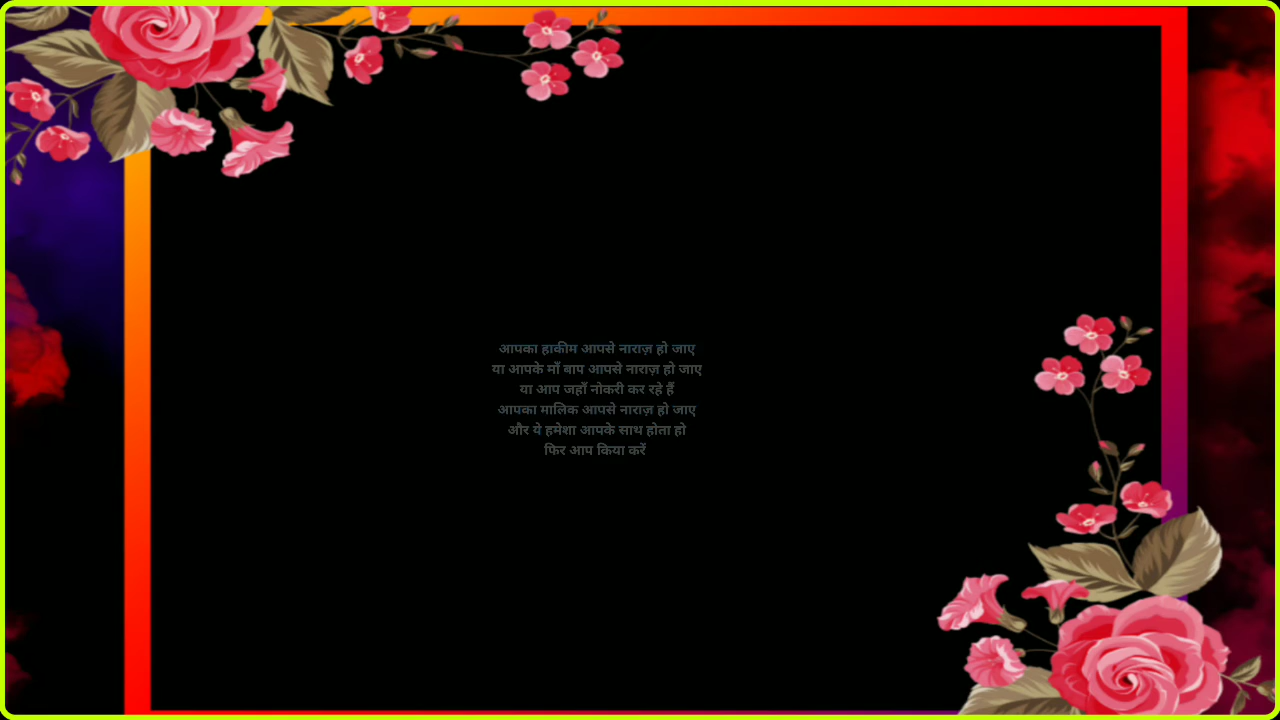 आपका हाकीम आपसे नाराज़ हो जाए
या आपके माँ बाप आपसे नाराज़ हो जाए
या आप जहाँ नोकरी कर रहे हैं
आपका मालिक आपसे नाराज़ हो जाए
और ये हमेशा आपके साथ होता हो
फिर आप किया करें